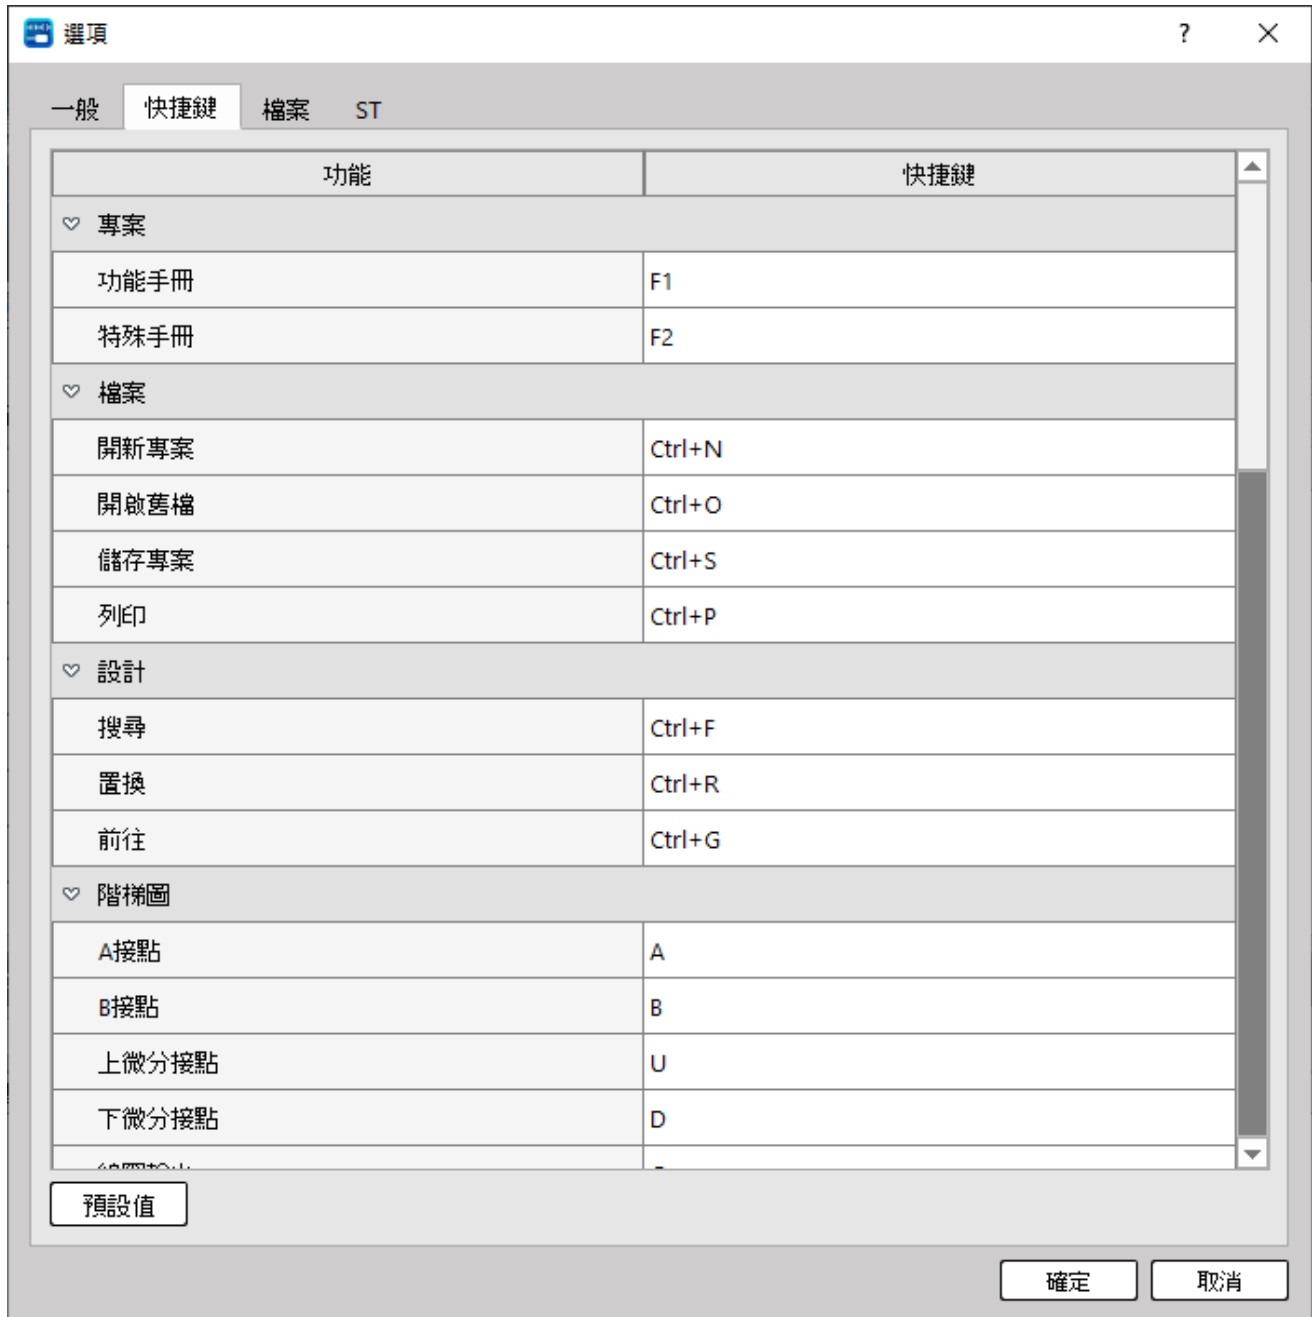 選項
?
一般 快捷鍵 檔案 ST
功能 快捷鍵
專案
功能手冊 F1
特殊手冊 F2
檔案
開新專案 Ctrl+N
開啟舊檔 Ctrl+O
儲存專案 Ctrl+S
列印 Ctrl+P
設計
搜尋 Ctrl+F
置換 Ctrl+R
前往 Ctrl+G
階梯圖
A接點 A
B接點 B
上微分接點 U
下微分接點 D
預設值
確定 取消